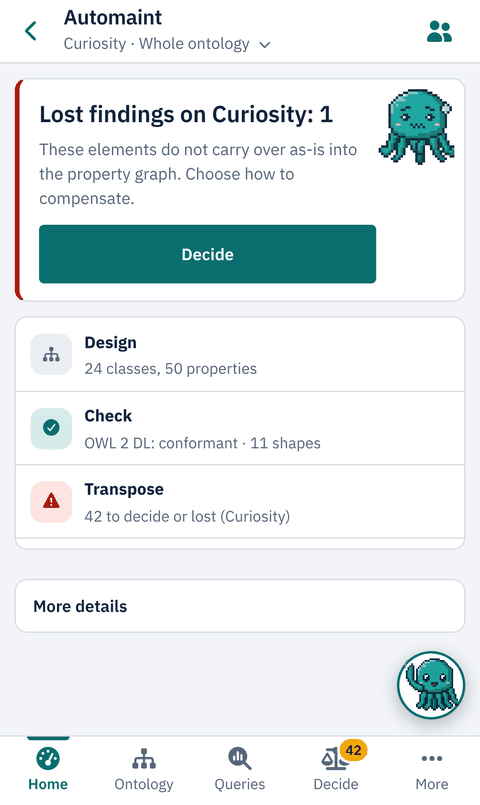 Automaint
Curiosity · Whole ontology
Lost findings on Curiosity: 1
These elements do not carry over as-is into
the property graph. Choose how to
compensate.
Decide
Design
24 classes, 50 properties
Check
OWL 2 DL: conformant · 11 shapes
Transpose
42 to decide or lost (Curiosity)
More details
42
Home
Ontology
Queries
Decide
More